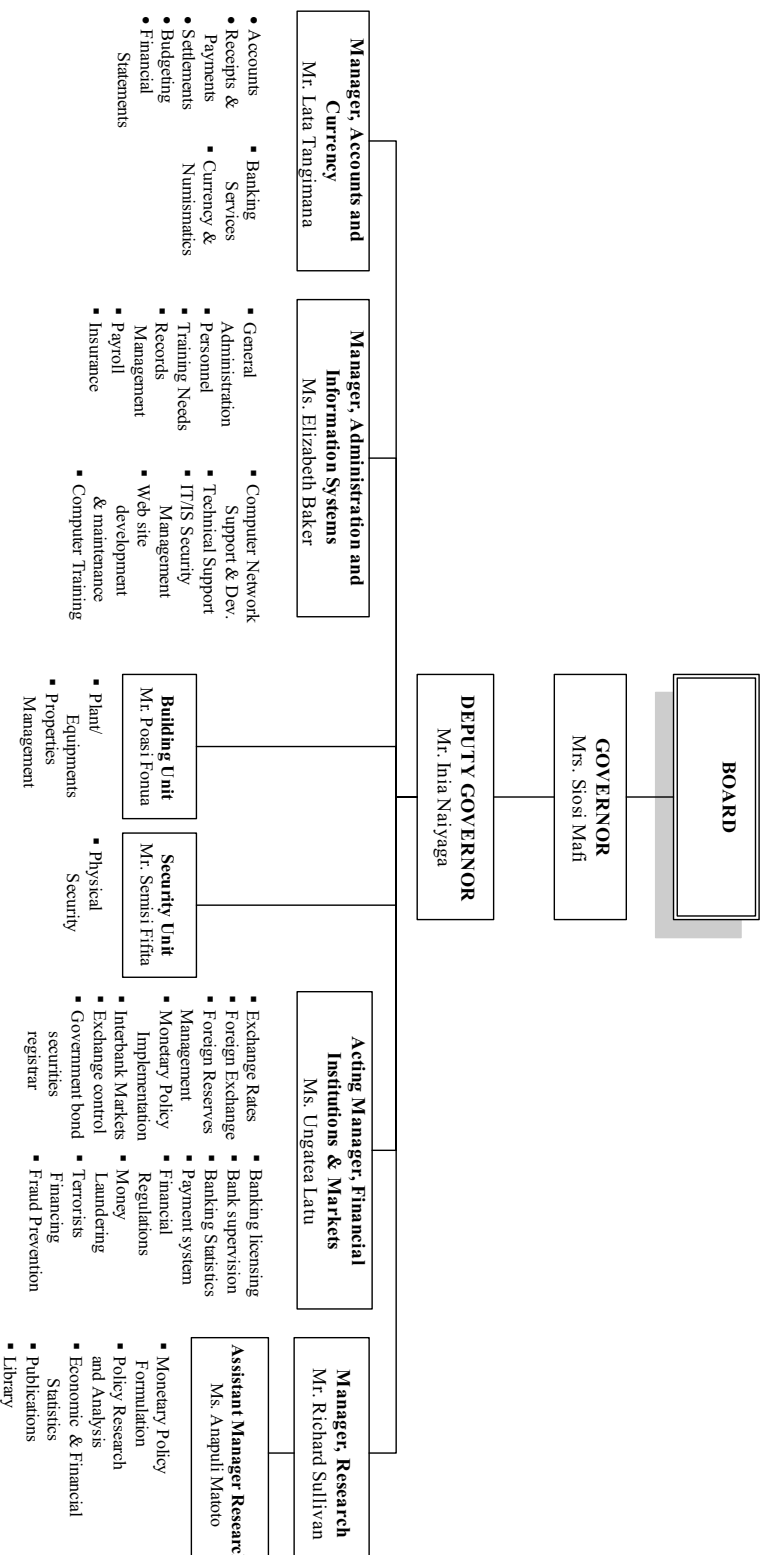 BOARD
GOVERNOR
Mrs. Siosi Mafi
DEPUTY GOVERNOR
Mr. Inia Naiyaga
Manager, Accounts and
Currency
Mr. Lata Tangimana
• Accounts
• Receipts &
Payments
• Settlements
• Budgeting
• Financial
Statements
▪ Banking
Services
▪ Currency &
Numismatics
Manager, Administration and
Information Systems
Ms. Elizabeth Baker
▪ General
Administration
▪ Personnel
▪ Training Needs
▪ Records
Management
▪ Payroll
▪ Insurance
▪ Computer Network
Support & Dev.
▪ Technical Support
▪ IT/IS Security
Management
▪ Web site
development
& maintenance
▪ Computer Training
Building Unit
Mr. Poasi Fonua
▪ Plant/
Equipments
▪ Properties
Management
Security Unit
Mr. Semisi Fifita
▪ Physical
Security
Acting Manager, Financial
Institutions & Markets
Ms. Ungatea Latu
▪ Exchange Rates
▪ Foreign Exchange
▪ Foreign Reserves
Management
▪ Monetary Policy
Implementation
▪ Interbank Markets
▪ Exchange control
▪ Government bond
securities
registrar
▪ Banking licensing
▪ Bank supervision
▪ Banking Statistics
▪ Payment system
▪ Financial
Regulations
▪ Money
Laundering
▪ Terrorists
Financing
▪ Fraud Prevention
Manager, Research
Mr. Richard Sullivan
Assistant Manager Researc
Ms. Anapuli Matoto
▪ Monetary Policy
Formulation
▪ Policy Research
and Analysis
▪ Economic & Financial
Statistics
▪ Publications
▪ Library